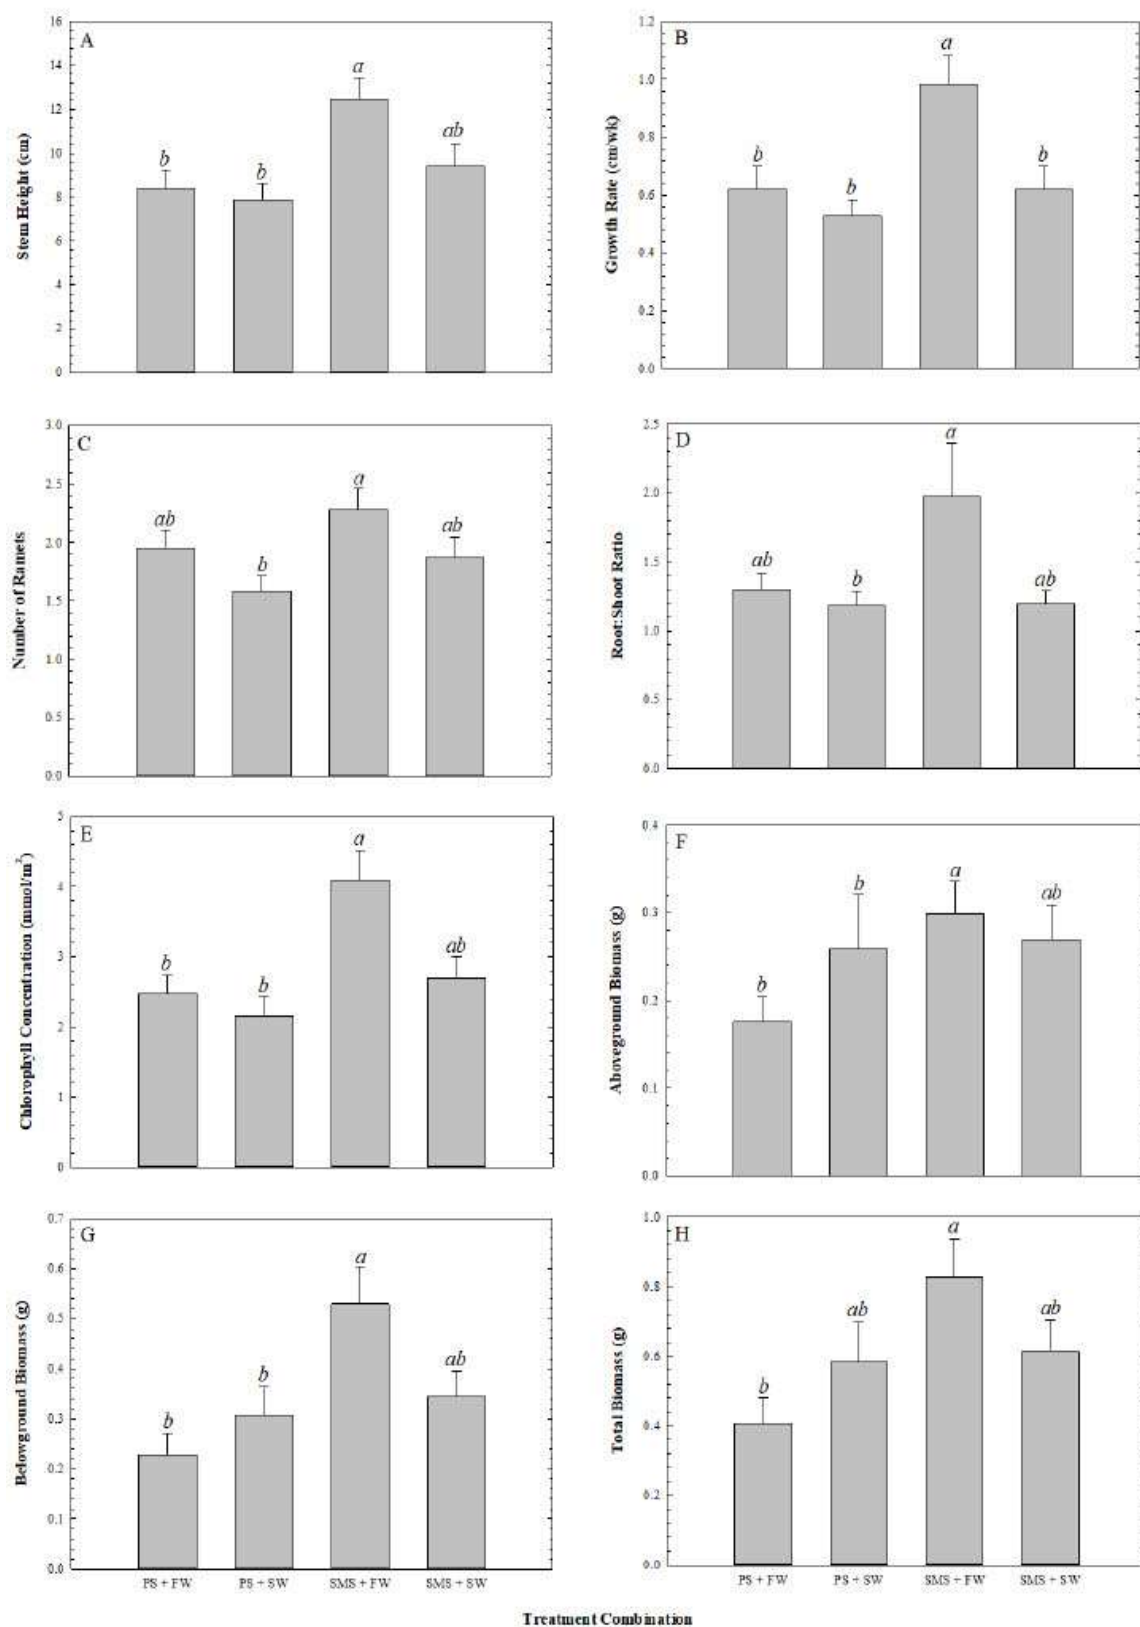 A
Stem Height (cm)
16
14
12
10
8
6
4
2
0
b
b
a
ab
B
Growth Rate (cm/wk)
1.2
1.0
0.8
0.6
0.4
0.2
0.0
b
b
a
b
C
Number of Ramets
3.0
2.5
2.0
1.5
1.0
0.5
0.0
ab
b
a
ab
D
Root:Shoot Ratio
2.5
2.0
1.5
1.0
0.5
0.0
ab
b
a
ab
E
Chlorophyll Concentration (mmol/m²)
5
4
3
2
1
0
b
b
a
ab
F
Aboveground Biomass (g)
0.4
0.3
0.2
0.1
0.0
b
b
a
ab
G
Belowground Biomass (g)
0.7
0.6
0.5
0.4
0.3
0.2
0.1
0.0
b
b
a
ab
PS + FW PS + SW SMS + FW SMS + SW
H
Total Biomass (g)
1.0
0.8
0.6
0.4
0.2
0.0
b
ab
a
ab
PS + FW PS + SW SMS + FW SMS + SW
Treatment Combination